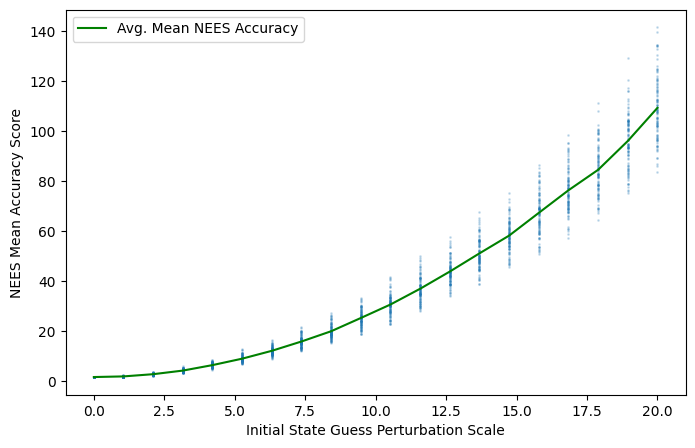 Avg. Mean NEES Accuracy
NEES Mean Accuracy Score
140
120
100
80
60
40
20
0
0.0 2.5 5.0 7.5 10.0 12.5 15.0 17.5 20.0
Initial State Guess Perturbation Scale